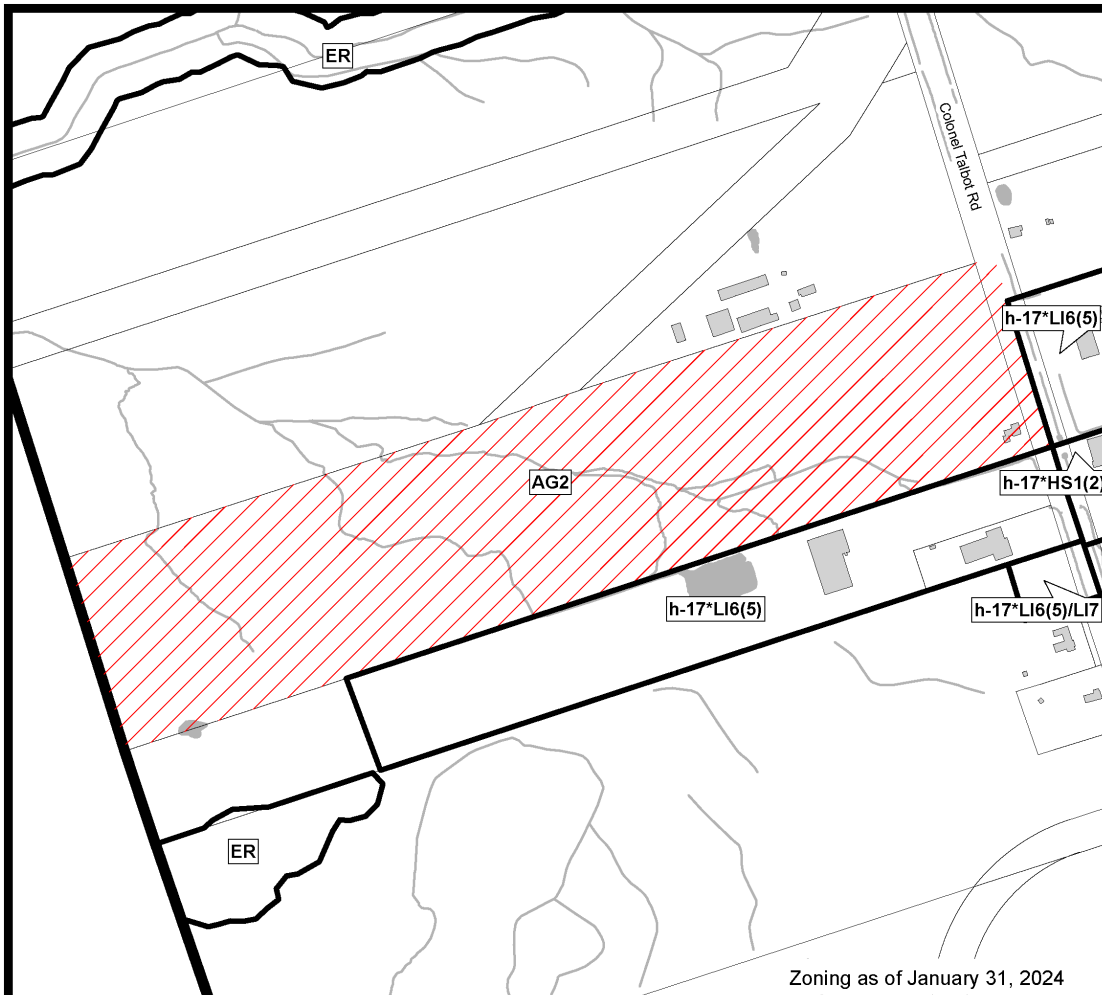 ER
Colonel Talbot Rd
h-17*LI6(5)
AG2
h-17*HS1(2)
h-17*LI6(5)
h-17*LI6(5)/LI7
ER
Zoning as of January 31, 2024